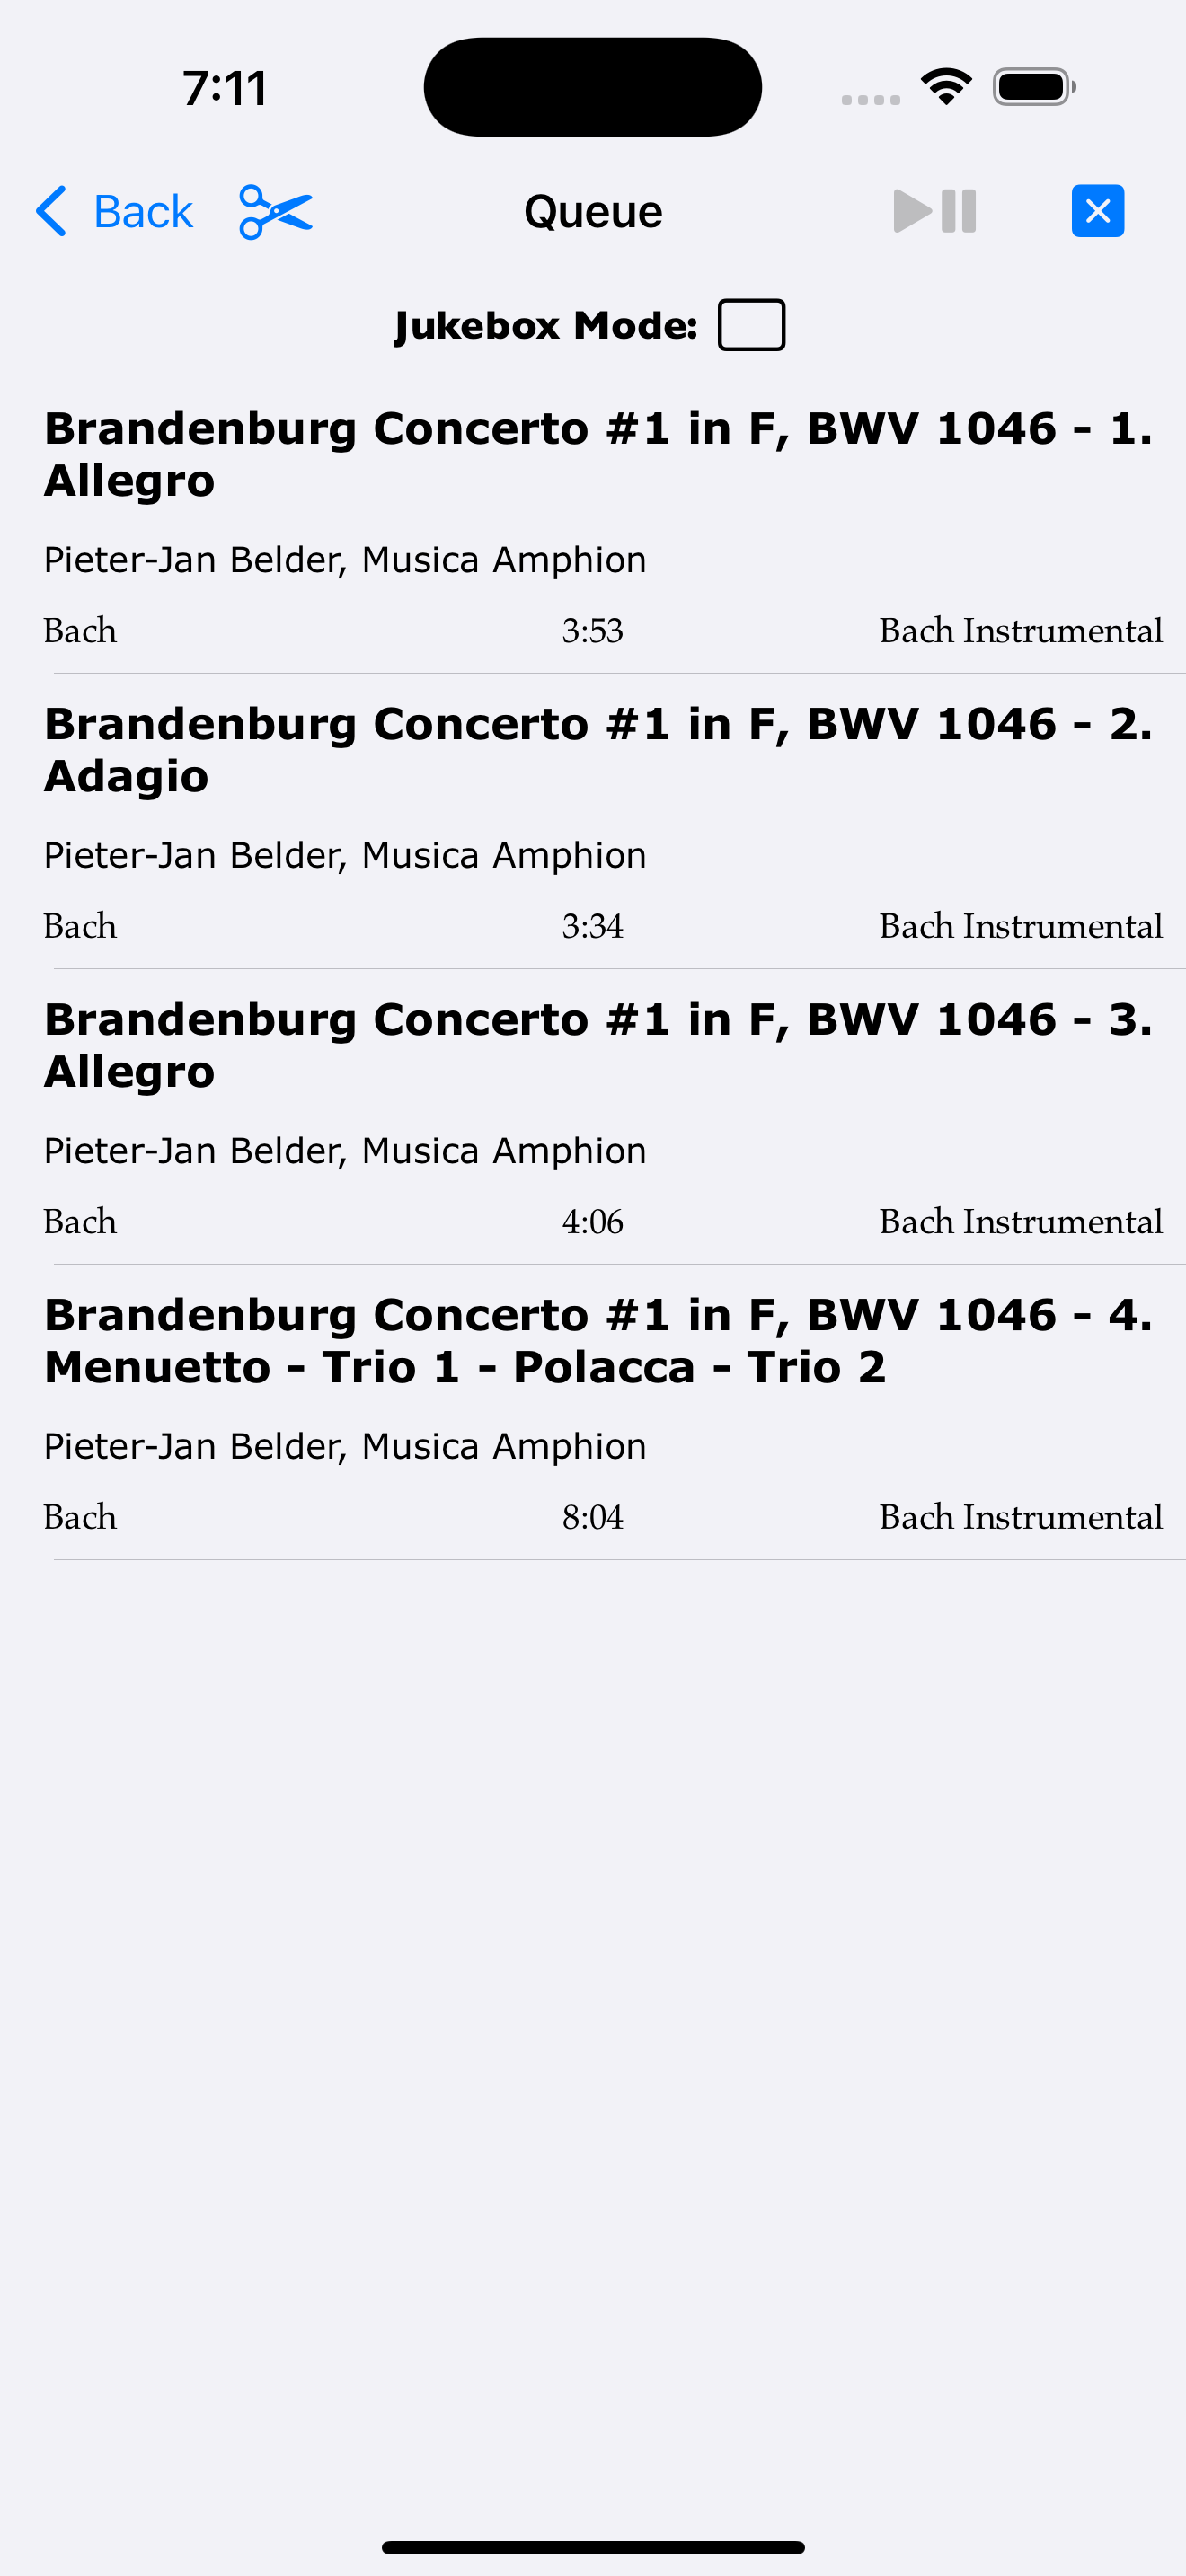 7:11
Back
Queue
Jukebox Mode:
Brandenburg Concerto #1 in F, BWV 1046 - 1.
Allegro
Pieter-Jan Belder, Musica Amphion
Bach 3:53 Bach Instrumental
Brandenburg Concerto #1 in F, BWV 1046 - 2.
Adagio
Pieter-Jan Belder, Musica Amphion
Bach 3:34 Bach Instrumental
Brandenburg Concerto #1 in F, BWV 1046 - 3.
Allegro
Pieter-Jan Belder, Musica Amphion
Bach 4:06 Bach Instrumental
Brandenburg Concerto #1 in F, BWV 1046 - 4.
Menuetto - Trio 1 - Polacca - Trio 2
Pieter-Jan Belder, Musica Amphion
Bach 8:04 Bach Instrumental